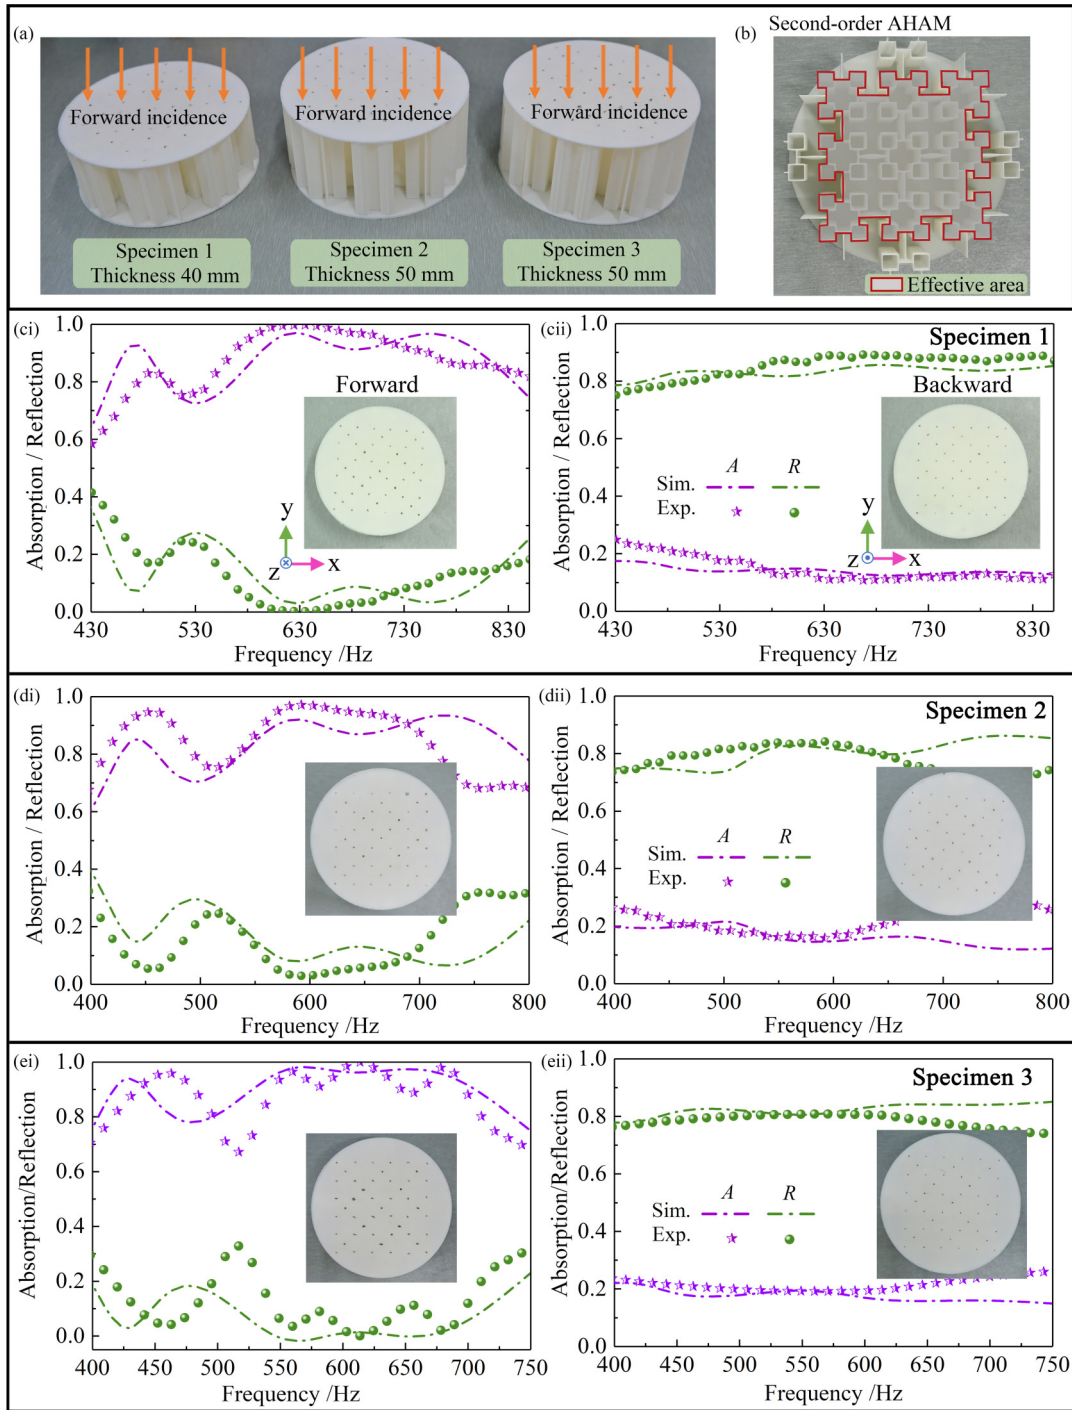 (a)
Forward incidence
Forward incidence
Forward incidence
Specimen 1
Thickness 40 mm
Specimen 2
Thickness 50 mm
Specimen 3
Thickness 50 mm
Second-order AHAM
(b)
Effective area
(ci)
1.0
0.8
0.6
0.4
0.2
0.0
Absorption / Reflection
Forward
y
z
x
430
530
630
730
830
Frequency /Hz
(cii)
1.0
0.8
0.6
0.4
0.2
0.0
Absorption / Reflection
Specimen 1
Backward
A R
Sim.
Exp.
y
z
x
430
530
630
730
830
Frequency /Hz
(di)
1.0
0.8
0.6
0.4
0.2
0.0
Absorption / Reflection
400
500
600
700
800
Frequency /Hz
(dii)
1.0
0.8
0.6
0.4
0.2
0.0
Absorption / Reflection
Specimen 2
A R
Sim.
Exp.
400
500
600
700
800
Frequency /Hz
(ei)
1.0
0.8
0.6
0.4
0.2
0.0
Absorption/Reflection
400
450
500
550
600
650
700
750
Frequency /Hz
(eii)
1.0
0.8
0.6
0.4
0.2
0.0
Absorption/Reflection
Specimen 3
A R
Sim.
Exp.
400
450
500
550
600
650
700
750
Frequency /Hz